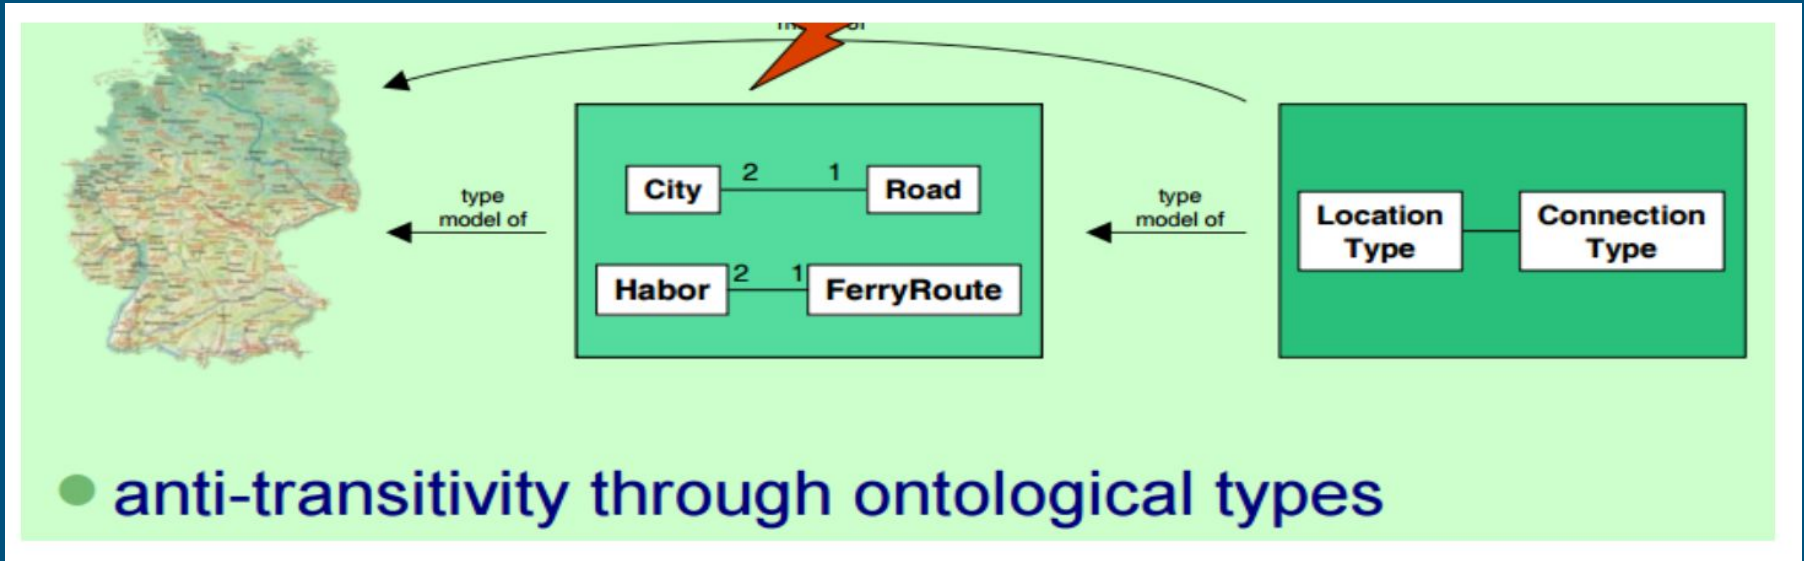 type
model of
City
2
1
Road
Habor
2
1
FerryRoute
type
model of
Location
Type
Connection
Type
anti-transitivity through ontological types